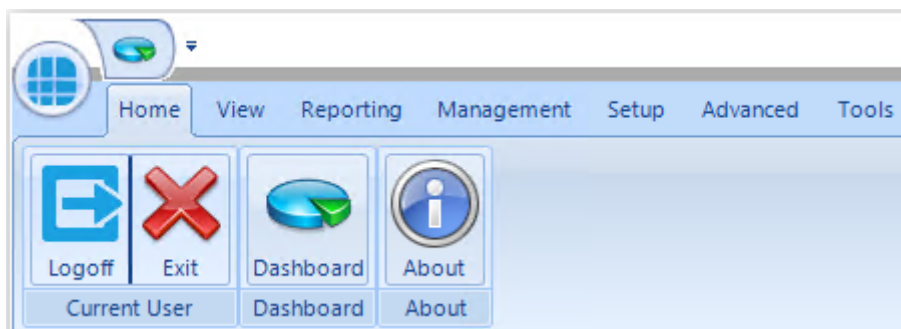 Home View Reporting Management Setup Advanced Tools
Logoff Exit Dashboard About
Current User Dashboard About